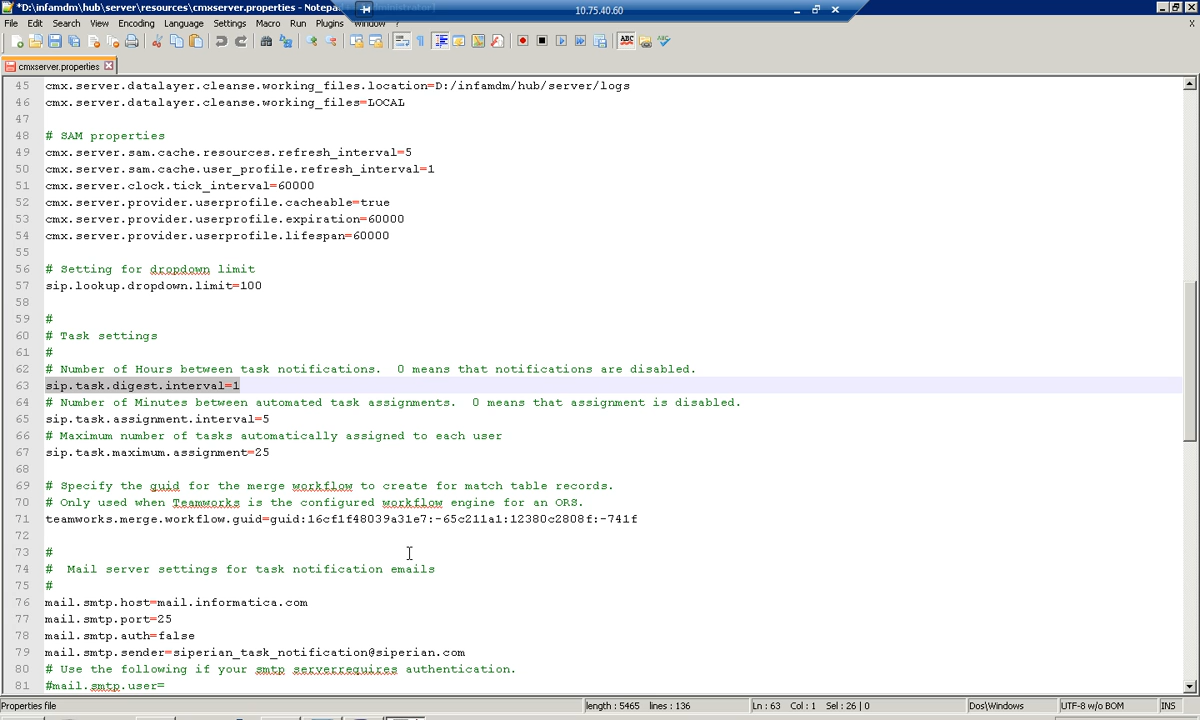 *D:\infamdm\hub\server\resources\cmxserver.properties - Notepa
10.75.40.60
File Edit Search View Encoding Language Settings Macro Run Plugins Window ?
cmxserver.properties
45 cmx.server.datalayer.cleanse.working_files.location=D:/infamdm/hub/server/logs
46 cmx.server.datalayer.cleanse.working_files=LOCAL
47
48 # SAM properties
49 cmx.server.sam.cache.resources.refresh_interval=5
50 cmx.server.sam.cache.user_profile.refresh_interval=1
51 cmx.server.clock.tick_interval=60000
52 cmx.server.provider.userprofile.cacheable=true
53 cmx.server.provider.userprofile.expiration=60000
54 cmx.server.provider.userprofile.lifespan=60000
55
56 # Setting for dropdown limit
57 sip.lookup.dropdown.limit=100
58
59 #
60 # Task settings
61 #
62 # Number of Hours between task notifications.  0 means that notifications are disabled.
63 sip.task.digest.interval=1
64 # Number of Minutes between automated task assignments.  0 means that assignment is disabled.
65 sip.task.assignment.interval=5
66 # Maximum number of tasks automatically assigned to each user
67 sip.task.maximum.assignment=25
68
69 # Specify the guid for the merge workflow to create for match table records.
70 # Only used when Teamworks is the configured workflow engine for an ORS.
71 teamworks.merge.workflow.guid=guid:16cf1f48039a31e7:-65c211a1:12380c2808f:-741f
72
73 #
74 #  Mail server settings for task notification emails
75 #
76 mail.smtp.host=mail.informatica.com
77 mail.smtp.port=25
78 mail.smtp.auth=false
79 mail.smtp.sender=siperian_task_notification@siperian.com
80 # Use the following if your smtp serverrequires authentication.
81 #mail.smtp.user=
Properties file length : 5465 lines : 136 Ln : 63 Col : 1 Sel : 26 | 0 Dos\Windows UTF-8 w/o BOM INS